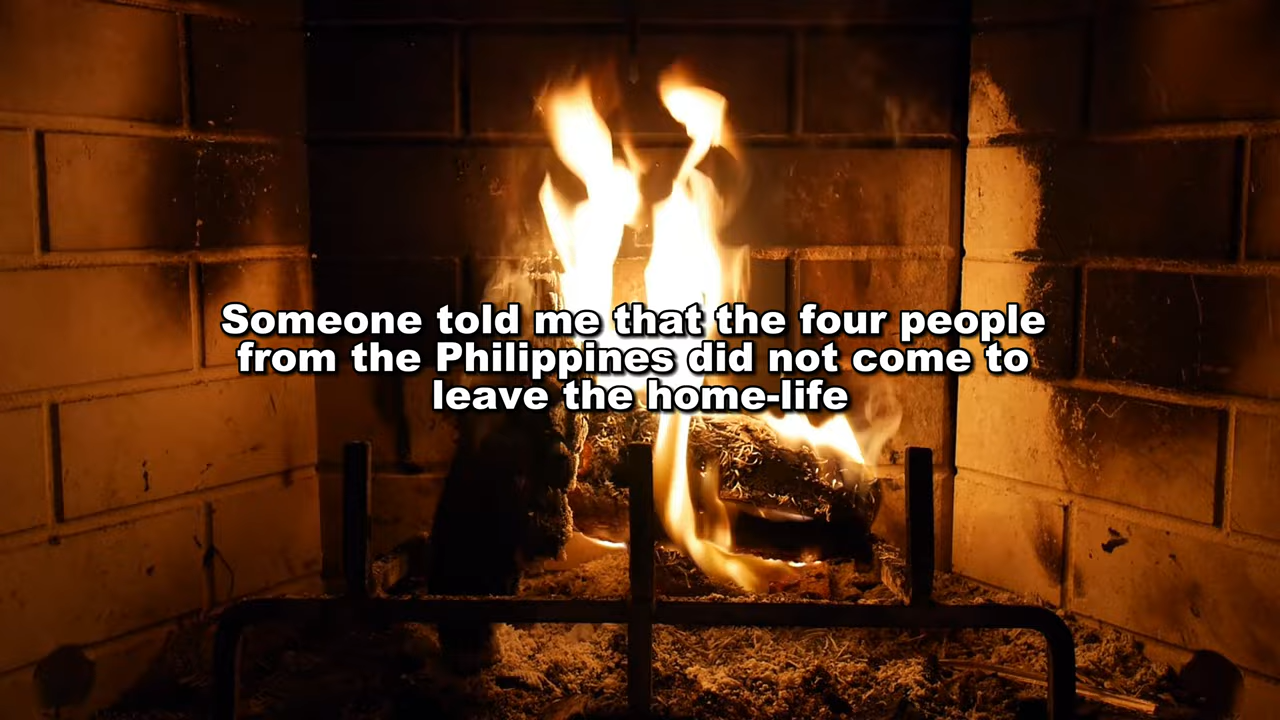 Someone told me that the four people
from the Philippines did not come to
leave the home-life